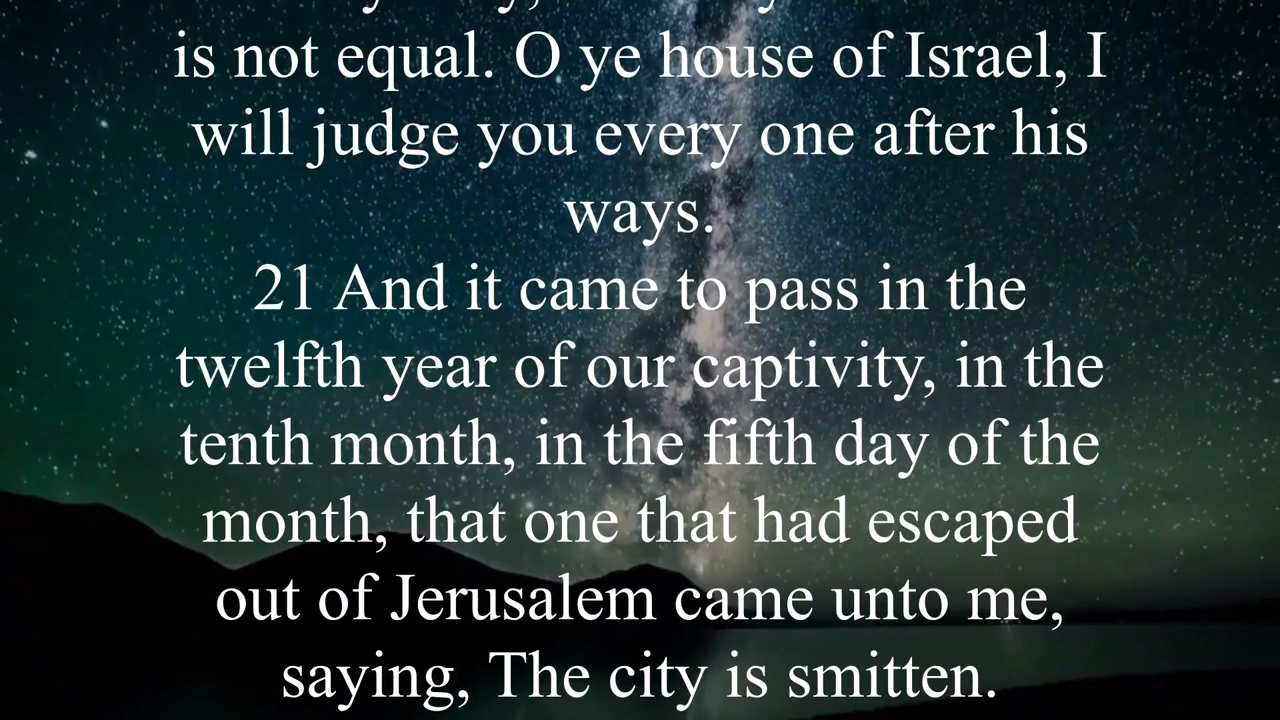 is not equal. O ye house of Israel, I
will judge you every one after his
ways.
21 And it came to pass in the
twelfth year of our captivity, in the
tenth month, in the fifth day of the
month, that one that had escaped
out of Jerusalem came unto me,
saying, The city is smitten.